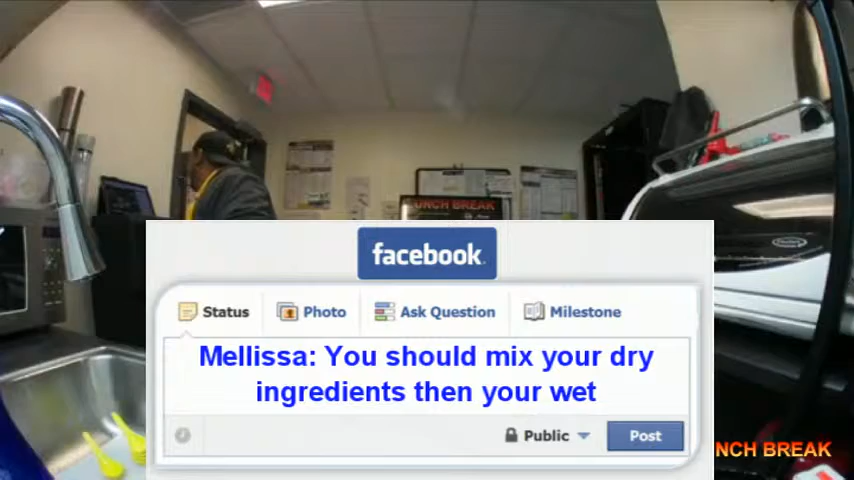 UNCH BREAK
facebook
Status
Photo
Ask Question
Milestone
Mellissa: You should mix your dry
ingredients then your wet
Public
Post
NCH BREAK